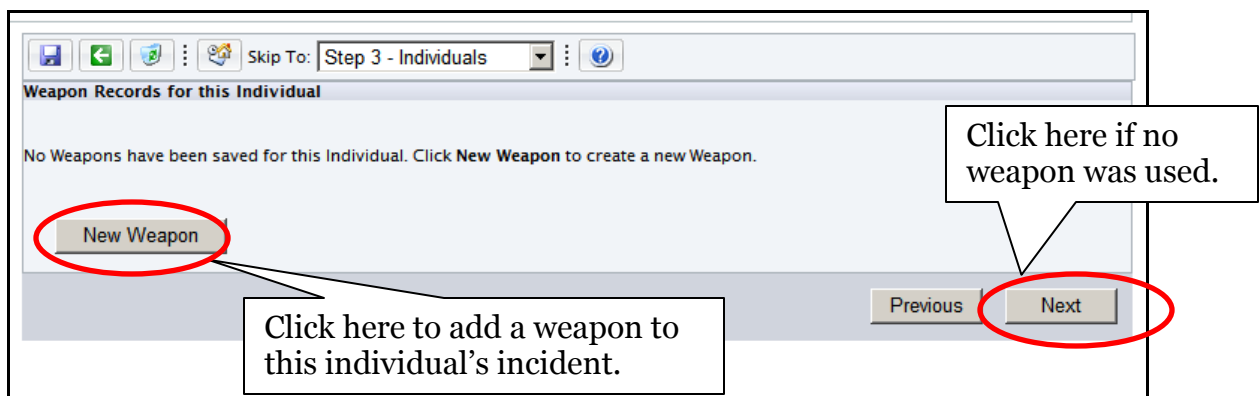 Skip To: Step 3 - Individuals
Weapon Records for this Individual
Click here if no
weapon was used.
No Weapons have been saved for this Individual. Click New Weapon to create a new Weapon.
New Weapon
Previous Next
Click here to add a weapon to
this individual’s incident.